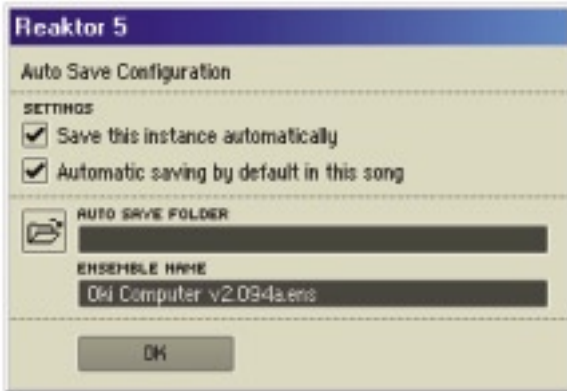 Reaktor 5
Auto Save Configuration
SETTINGS
Save this instance automatically
Automatic saving by default in this song
AUTO SAVE FOLDER
ENSEMBLE NAME
Oki Computer v2.094a.ens
OK